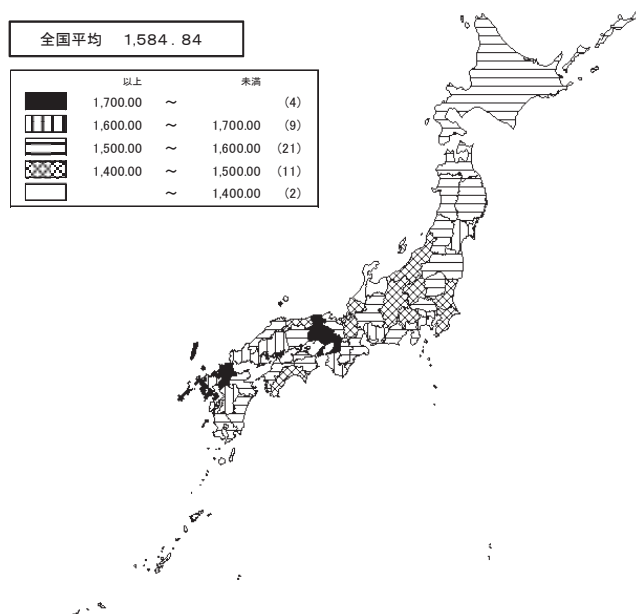 全国平均 1,584.84
以上 未満
1,700.00 ～ (4)
1,600.00 ～ 1,700.00 (9)
1,500.00 ～ 1,600.00 (21)
1,400.00 ～ 1,500.00 (11)
～ 1,400.00 (2)